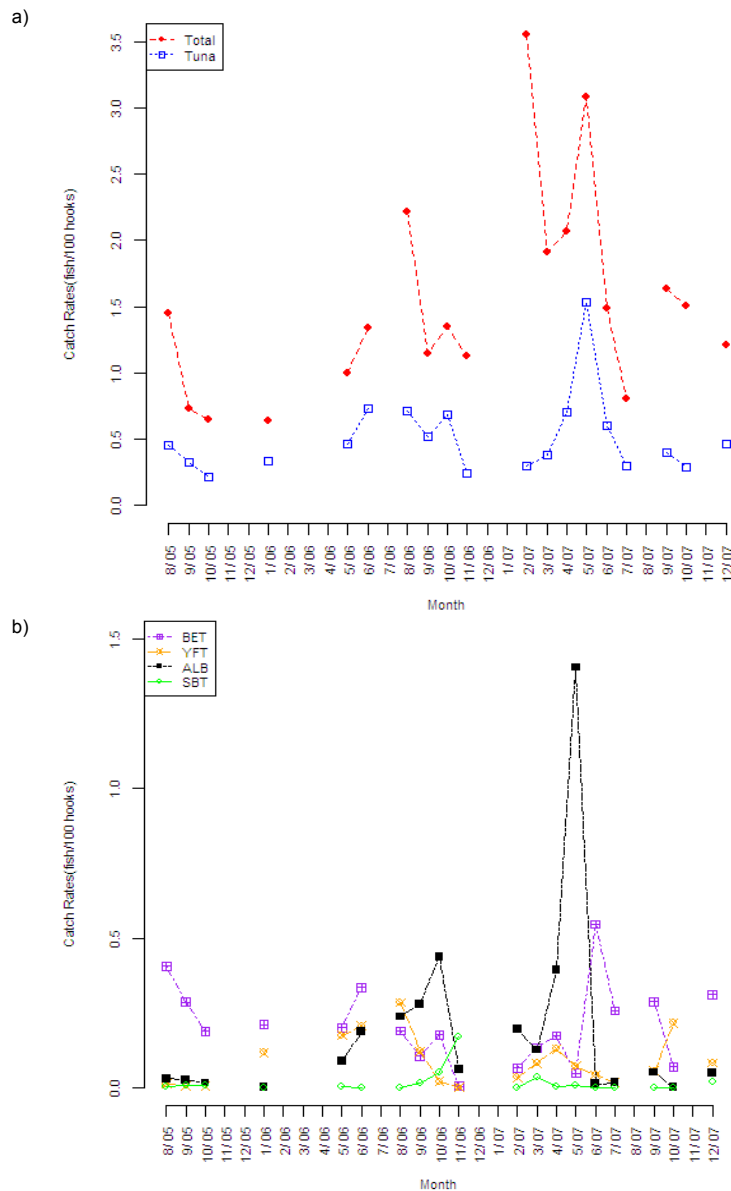 a)
Total
Tuna
Catch Rates(fish/100 hooks)
3.5
3.0
2.5
2.0
1.5
1.0
0.5
0.0
8/05 9/05 10/05 11/05 12/05 1/06 2/06 3/06 4/06 5/06 6/06 7/06 8/06 9/06 10/06 11/06 12/06 1/07 2/07 3/07 4/07 5/07 6/07 7/07 8/07 9/07 10/07 11/07 12/07
Month
b)
BET
YFT
ALB
SBT
Catch Rates(fish/100 hooks)
1.5
1.0
0.5
0.0
8/05 9/05 10/05 11/05 12/05 1/06 2/06 3/06 4/06 5/06 6/06 7/06 8/06 9/06 10/06 11/06 12/06 1/07 2/07 3/07 4/07 5/07 6/07 7/07 8/07 9/07 10/07 11/07 12/07
Month